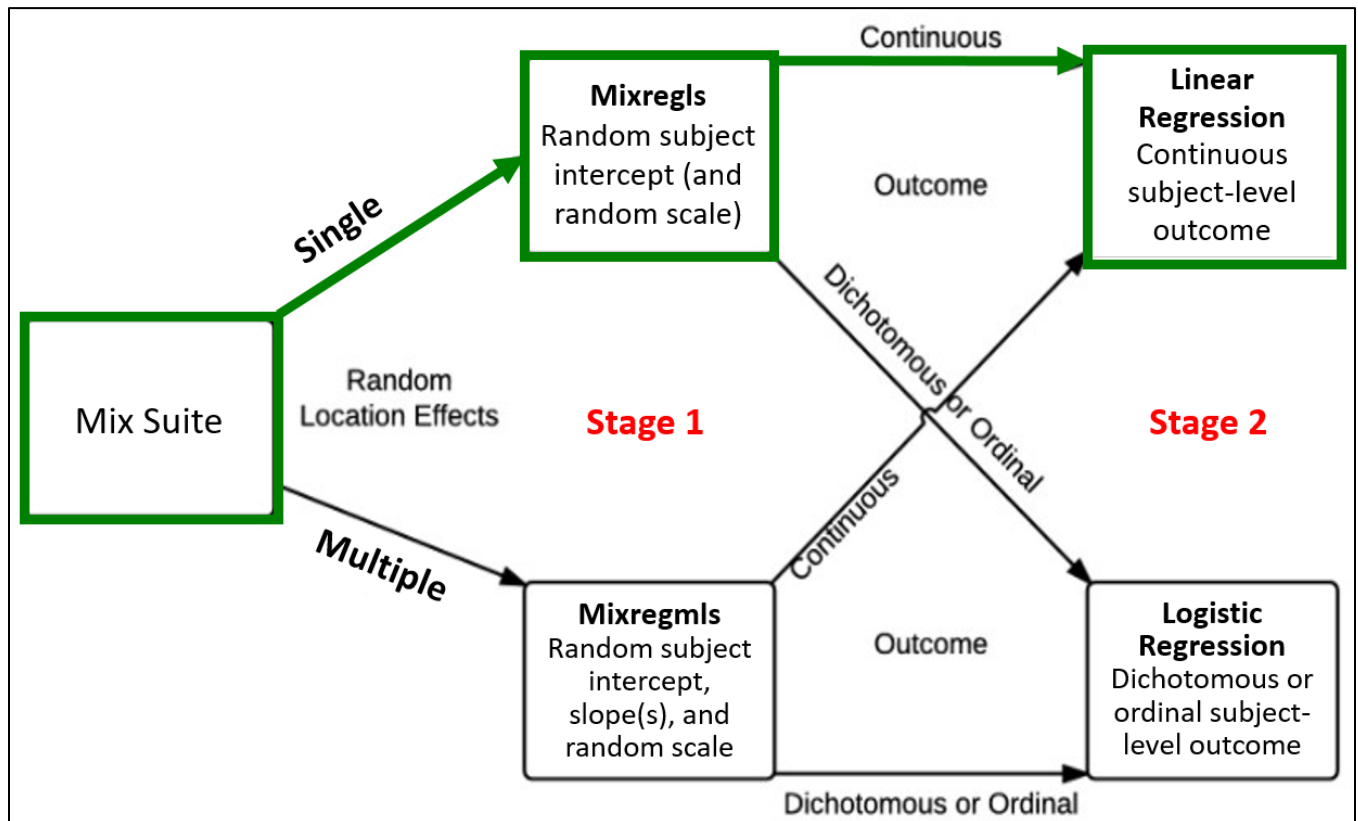 Mix Suite
Single
Random
Location Effects
Multiple
Stage 1
Mixregls
Random subject
intercept (and
random scale)
Mixregmls
Random subject
intercept,
slope(s), and
random scale
Continuous
Outcome
Dichotomous or Ordinal
Continuous
Outcome
Dichotomous or Ordinal
Stage 2
Linear
Regression
Continuous
subject-level
outcome
Logistic
Regression
Dichotomous or
ordinal subject-
level outcome